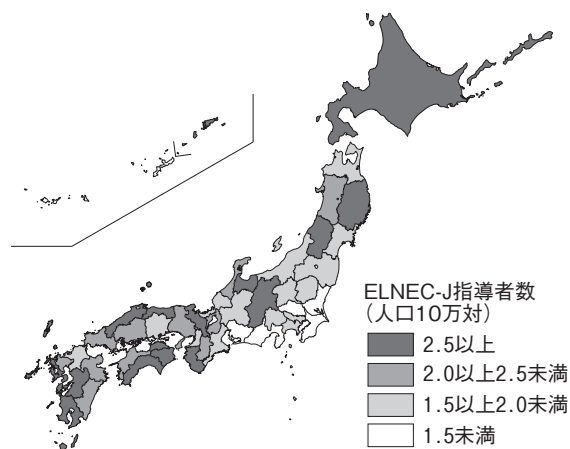 ELNEC-J指導者数
（人口10万対）
2.5以上
2.0以上2.5未満
1.5以上2.0未満
1.5未満